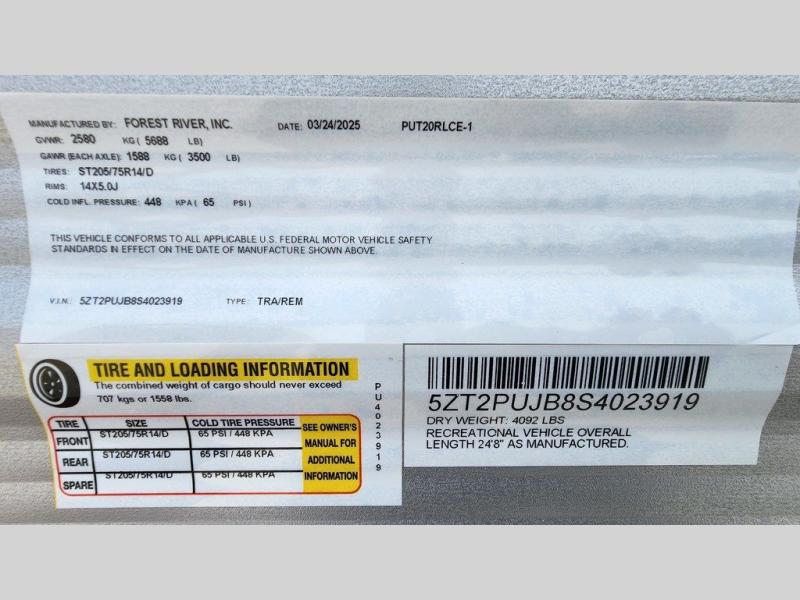 MANUFACTURED BY: FOREST RIVER, INC. DATE: 03/24/2025 PUT20RLCE-1
GVWR: 2580 KG ( 5688 LB)
GAWR (EACH AXLE): 1588 KG ( 3500 LB)
TIRES: ST205/75R14/D
RIMS: 14X5.0J
COLD INFL. PRESSURE: 448 KPA ( 65 PSI )
THIS VEHICLE CONFORMS TO ALL APPLICABLE U.S. FEDERAL MOTOR VEHICLE SAFETY
STANDARDS IN EFFECT ON THE DATE OF MANUFACTURE SHOWN ABOVE.
V.I.N.: 5ZT2PUJB8S4023919 TYPE: TRA/REM
TIRE AND LOADING INFORMATION
The combined weight of cargo should never exceed
707 kgs or 1558 lbs.
TIRE SIZE COLD TIRE PRESSURE
FRONT ST205/75R14/D 65 PSI / 448 KPA
REAR ST205/75R14/D 65 PSI / 448 KPA
SPARE ST205/75R14/D 65 PSI / 448 KPA
SEE OWNER'S
MANUAL FOR
ADDITIONAL
INFORMATION
PU4023919
5ZT2PUJB8S4023919
DRY WEIGHT: 4092 LBS
RECREATIONAL VEHICLE OVERALL
LENGTH 24'8" AS MANUFACTURED.